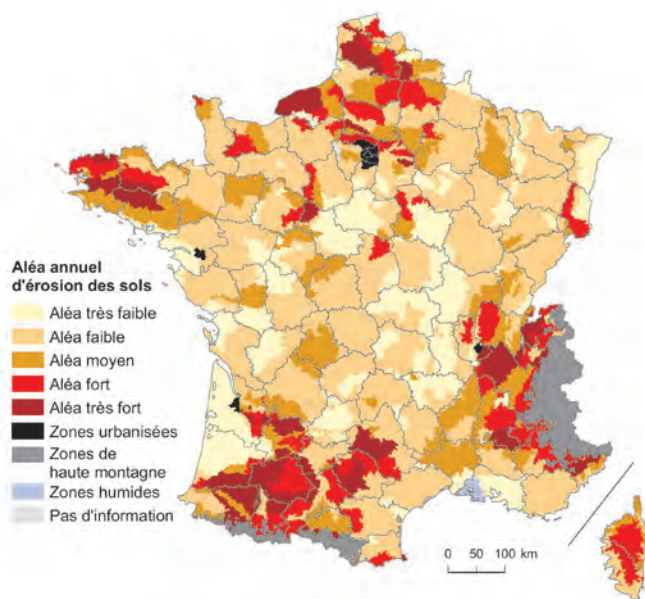 Aléa annuel
d'érosion des sols
Aléa très faible
Aléa faible
Aléa moyen
Aléa fort
Aléa très fort
Zones urbanisées
Zones de
haute montagne
Zones humides
Pas d'information
0 50 100 km